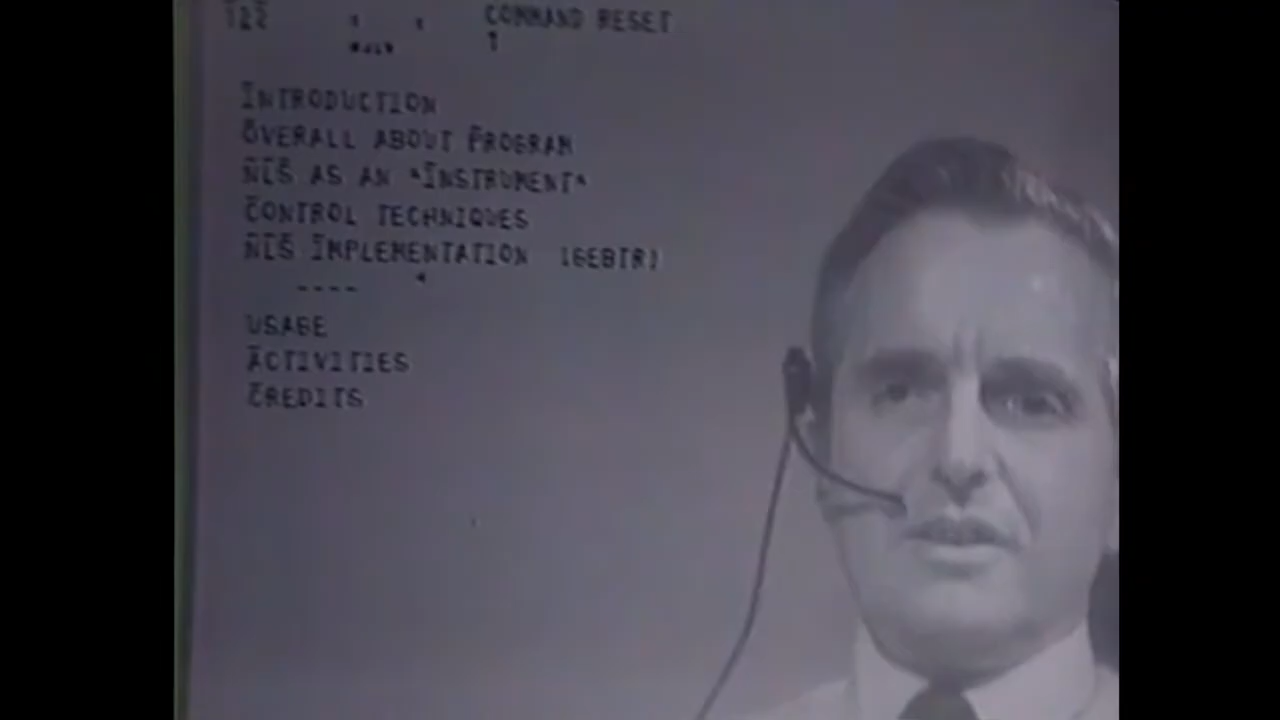 COMMAND RESET
INTRODUCTION
OVERALL ABOUT PROGRAM
NLS AS AN "INSTRUMENT"
CONTROL TECHNIQUES
NLS IMPLEMENTATION
----
USAGE
ACTIVITIES
CREDITS